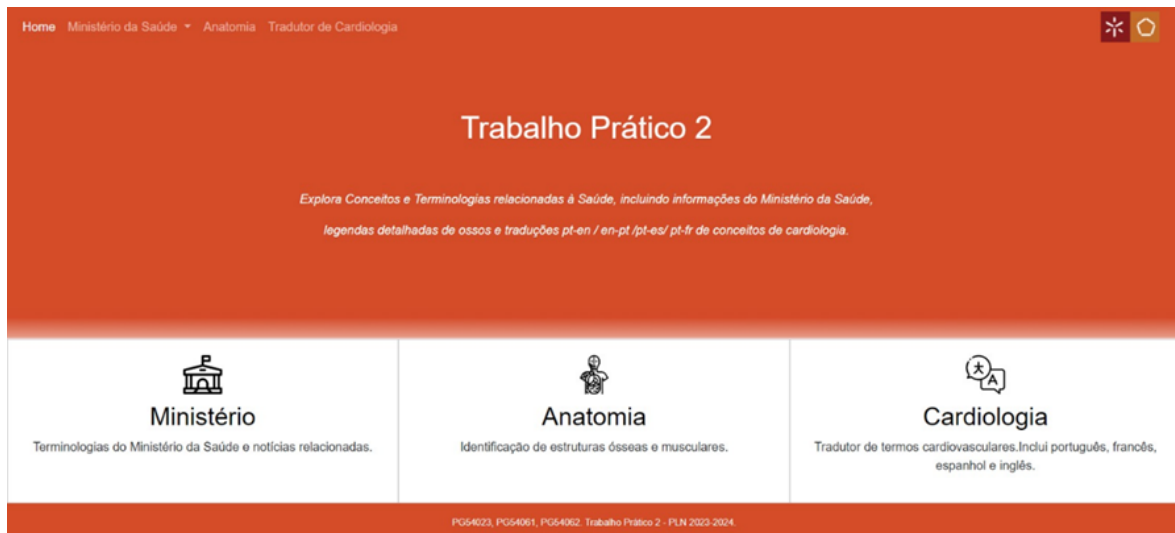 Home Ministério da Saúde Anatomia Tradutor de Cardiologia
Trabalho Prático 2
Explora Conceitos e Terminologias relacionadas à Saúde, incluindo informações do Ministério da Saúde,
legendas detalhadas de ossos e traduções pt-en / en-pt /pt-es/ pt-fr de conceitos de cardiologia.
Ministério
Terminologias do Ministério da Saúde e notícias relacionadas.
Anatomia
Identificação de estruturas ósseas e musculares.
Cardiologia
Tradutor de termos cardiovasculares.Inclui português, francês,
espanhol e inglês.
PG54023, PG54061, PG54062. Trabalho Prático 2 - PLN 2023-2024.